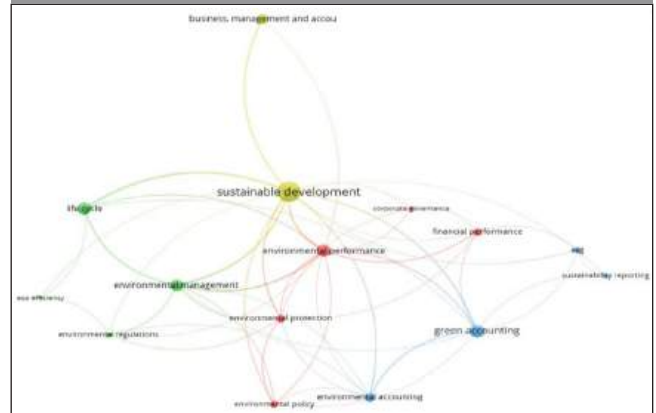 business, management and accou
sustainable development
life cycle
corporate governance
financial performance
environmental performance
sustainability reporting
environmental management
eco efficiency
environmental protection
environmental regulations
green accounting
environmental accounting
environmental policy